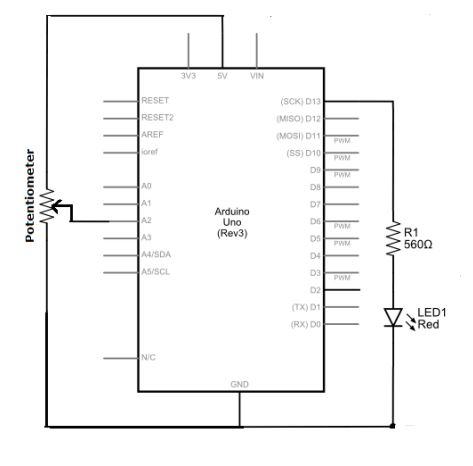 3V3 5V VIN
RESET
RESET2
AREF
ioref
A0
A1
A2
A3
A4/SDA
A5/SCL
N/C
Potentiometer
Arduino
Uno
(Rev3)
(SCK) D13
(MISO) D12
(MOSI) D11
PWM
(SS) D10
PWM
D9
PWM
D8
D7
D6
PWM
D5
PWM
D4
D3
PWM
D2
(TX) D1
(RX) D0
GND
R1
560Ω
LED1
Red